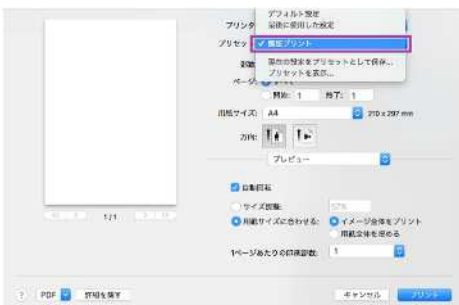 デフォルト設定
最後に使用した設定
プリンタ
プリセッ
✓ 簡底プリント
現在の設定をプリセットとして保存...
プリセットを表示...
部数
ページ: すべて
開始: 1 終了: 1
用紙サイズ: A4 210 x 297 mm
方向:
プレビュー
自動回転
サイズ調整: 97%
用紙サイズに合わせる: イメージ全体をプリント
用紙全体を埋める
1ページあたりの印刷部数: 1
1/1
? PDF 詳細を隠す キャンセル プリント